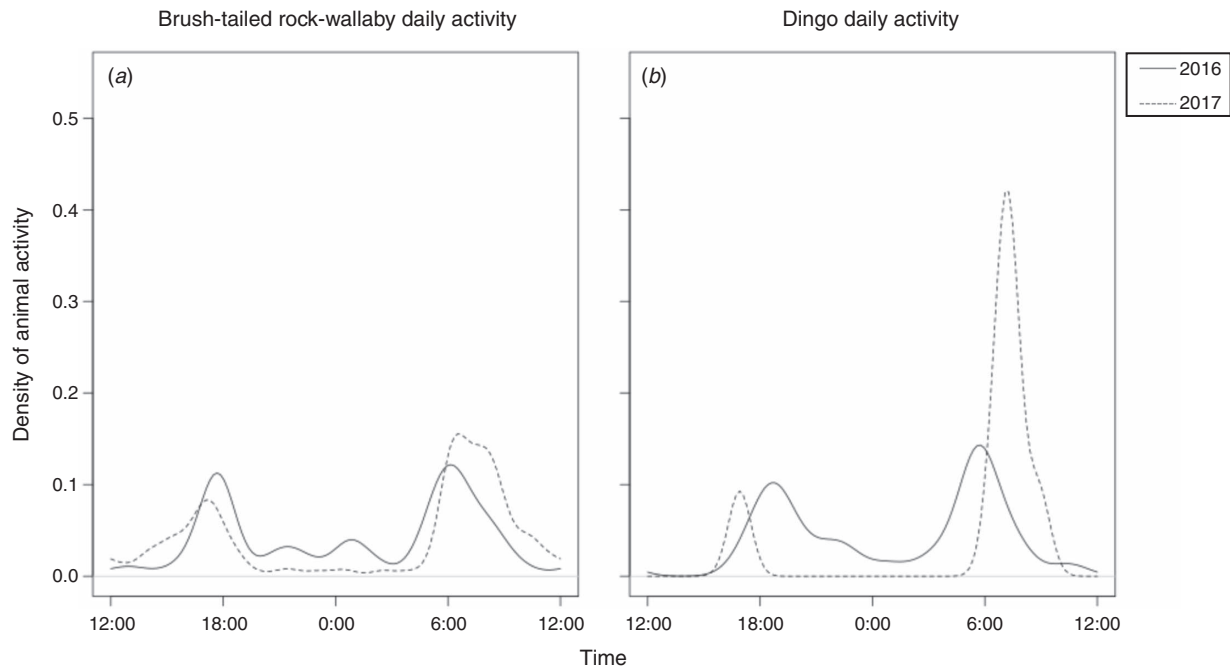 Brush-tailed rock-wallaby daily activity
Dingo daily activity
(a)
(b)
2016
2017
Density of animal activity
0.5
0.4
0.3
0.2
0.1
0.0
12:00 18:00 0:00 6:00 12:00
12:00 18:00 0:00 6:00 12:00
Time